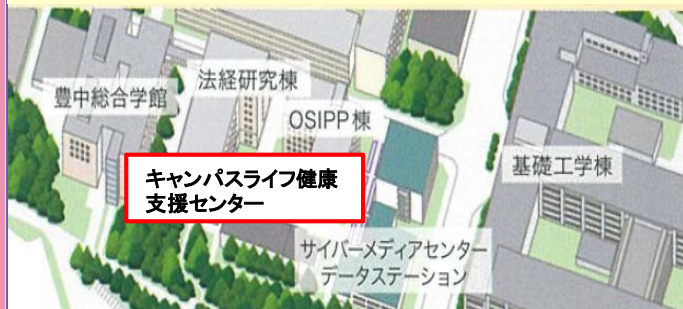 法経研究棟
豊中総合学館
OSIPP棟
基礎工学棟
キャンパスライフ健康
支援センター
サイバーメディアセンター
データステーション